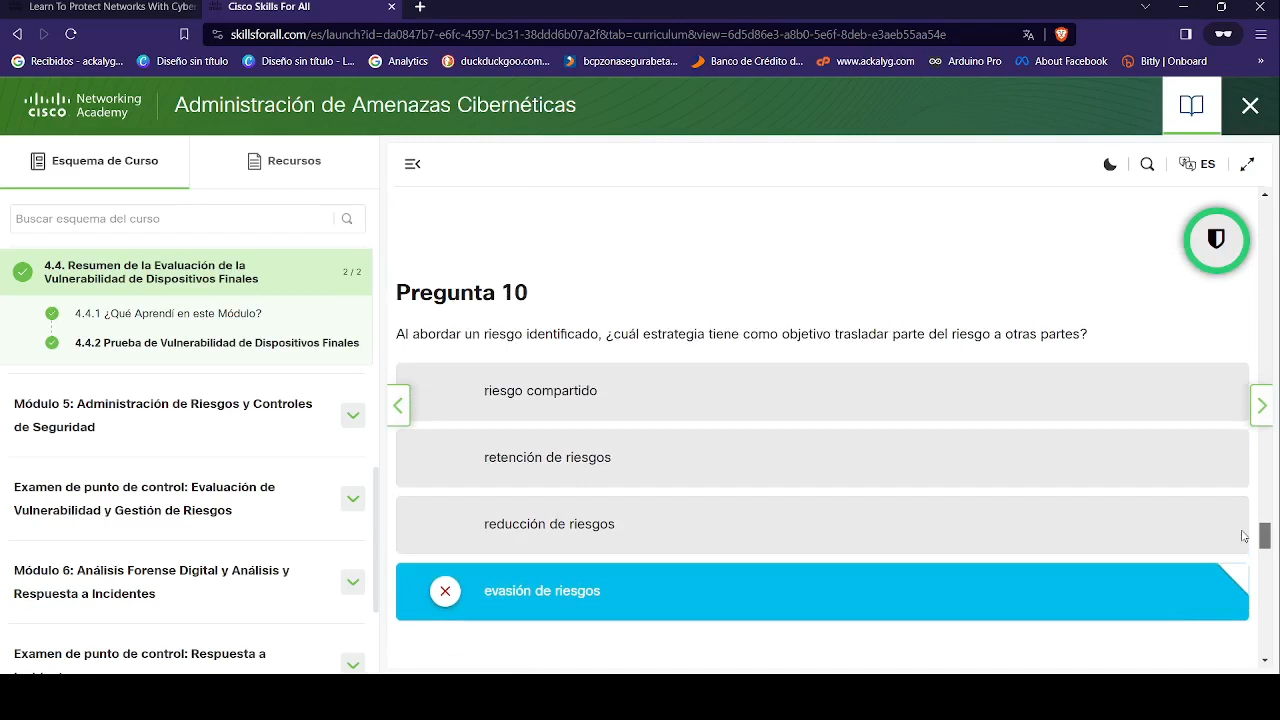 Learn To Protect Networks With Cyber
Cisco Skills For All
skillsforall.com/es/launch?id=da0847b7-e6fc-4597-bc31-38ddd6b07a2f&tab=curriculum&view=6d5d86e3-a8b0-5e6f-8deb-e3aeb55aa54e
Recibidos - ackalyg... Diseño sin título Diseño sin título - L... Analytics duckduckgoo.com... bcpzonasegurabeta... Banco de Crédito d... www.ackalyg.com Arduino Pro About Facebook Bitly | Onboard »
CISCO Networking Academy
Administración de Amenazas Cibernéticas
Esquema de Curso
Recursos
ES
Buscar esquema del curso
4.4. Resumen de la Evaluación de la
Vulnerabilidad de Dispositivos Finales
2 / 2
4.4.1 ¿Qué Aprendí en este Módulo?
4.4.2 Prueba de Vulnerabilidad de Dispositivos Finales
Módulo 5: Administración de Riesgos y Controles
de Seguridad
Examen de punto de control: Evaluación de
Vulnerabilidad y Gestión de Riesgos
Módulo 6: Análisis Forense Digital y Análisis y
Respuesta a Incidentes
Examen de punto de control: Respuesta a
Pregunta 10
Al abordar un riesgo identificado, ¿cuál estrategia tiene como objetivo trasladar parte del riesgo a otras partes?
riesgo compartido
retención de riesgos
reducción de riesgos
evasión de riesgos